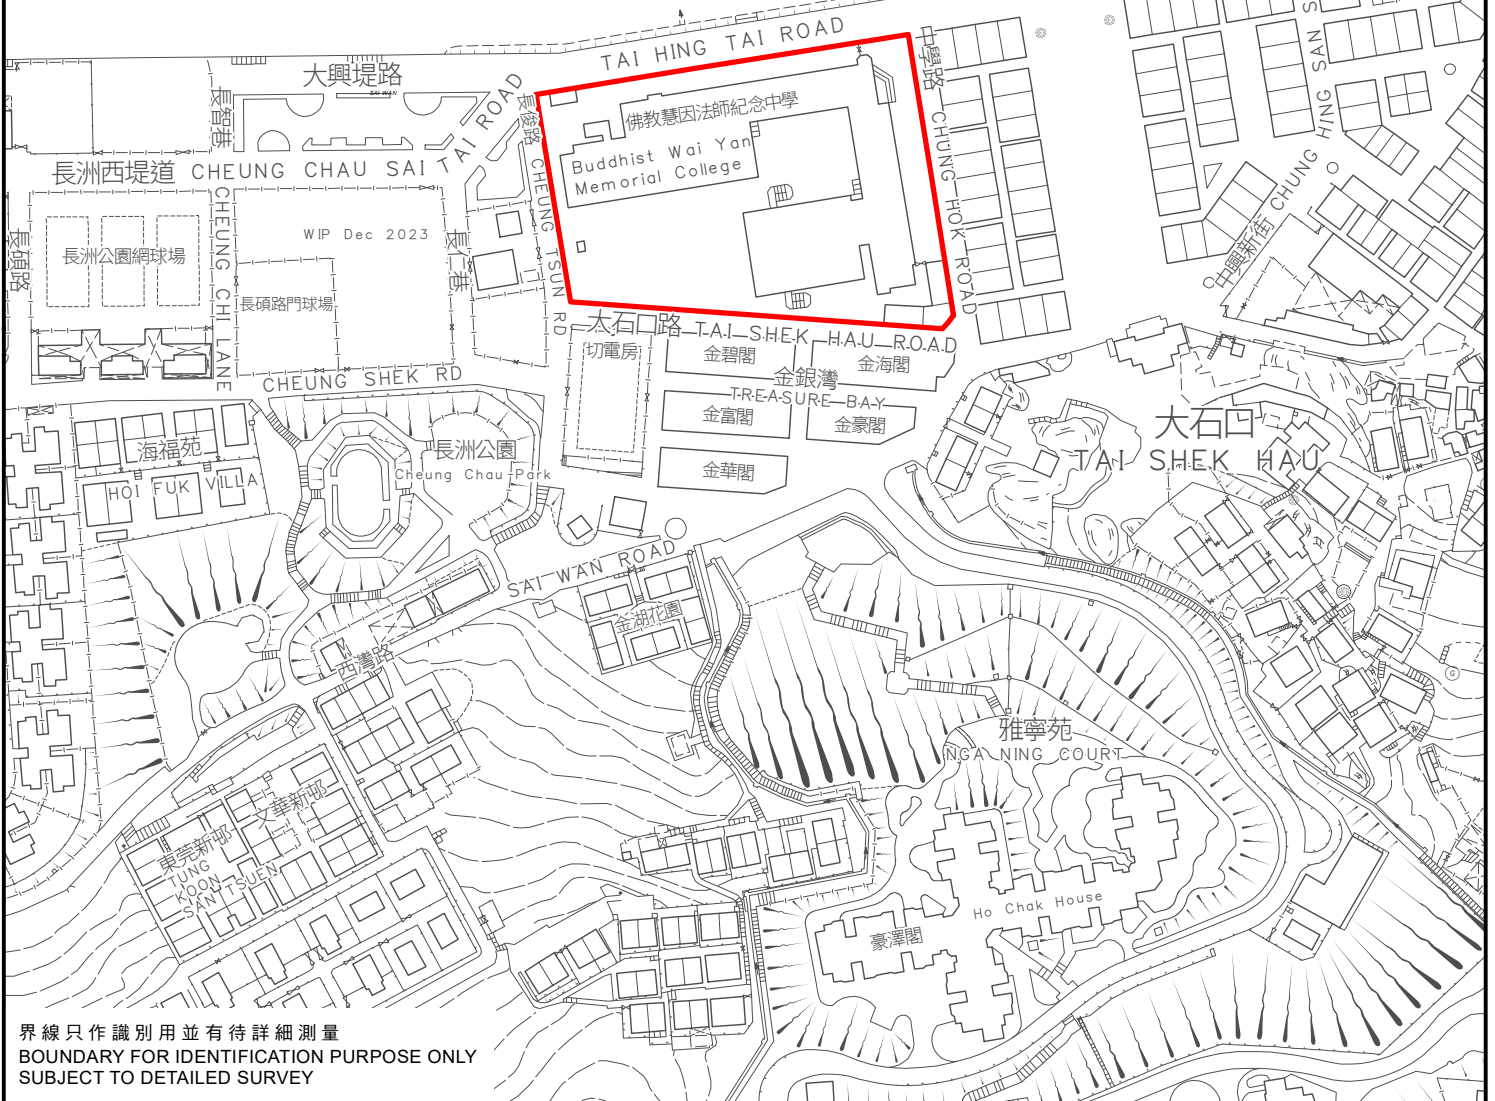 TAI HING TAI ROAD
大興堤路
SAI WAN
中學路
CHUNG HOK ROAD
長智巷
長俊路
CHEUNG TSUN RD
佛教慧因法師紀念中學
Buddhist Wai Yan
Memorial College
長洲西堤道 CHEUNG CHAU SAI TAI ROAD
CHEUNG CHI LANE
WIP Dec 2023
長仁巷
長碩路
長洲公園網球場
長碩路門球場
中興新街 CHUNG HING SAN S
大石口路 TAI SHEK HAU ROAD
切電房
金碧閣
金海閣
金銀灣
TREASURE BAY
金富閣
金豪閣
金華閣
CHEUNG SHEK RD
海福苑
HOI FUK VILLA
長洲公園
Cheung Chau Park
大石口
TAI SHEK HAU
SAI WAN ROAD
金湖花園
西灣路
G
雅寧苑
NGA NING COURT
文華新邨
東莞新邨
TUNG
KOON
SAN TSUEN
Ho Chak House
豪澤閣
界線只作識別用並有待詳細測量
BOUNDARY FOR IDENTIFICATION PURPOSE ONLY
SUBJECT TO DETAILED SURVEY